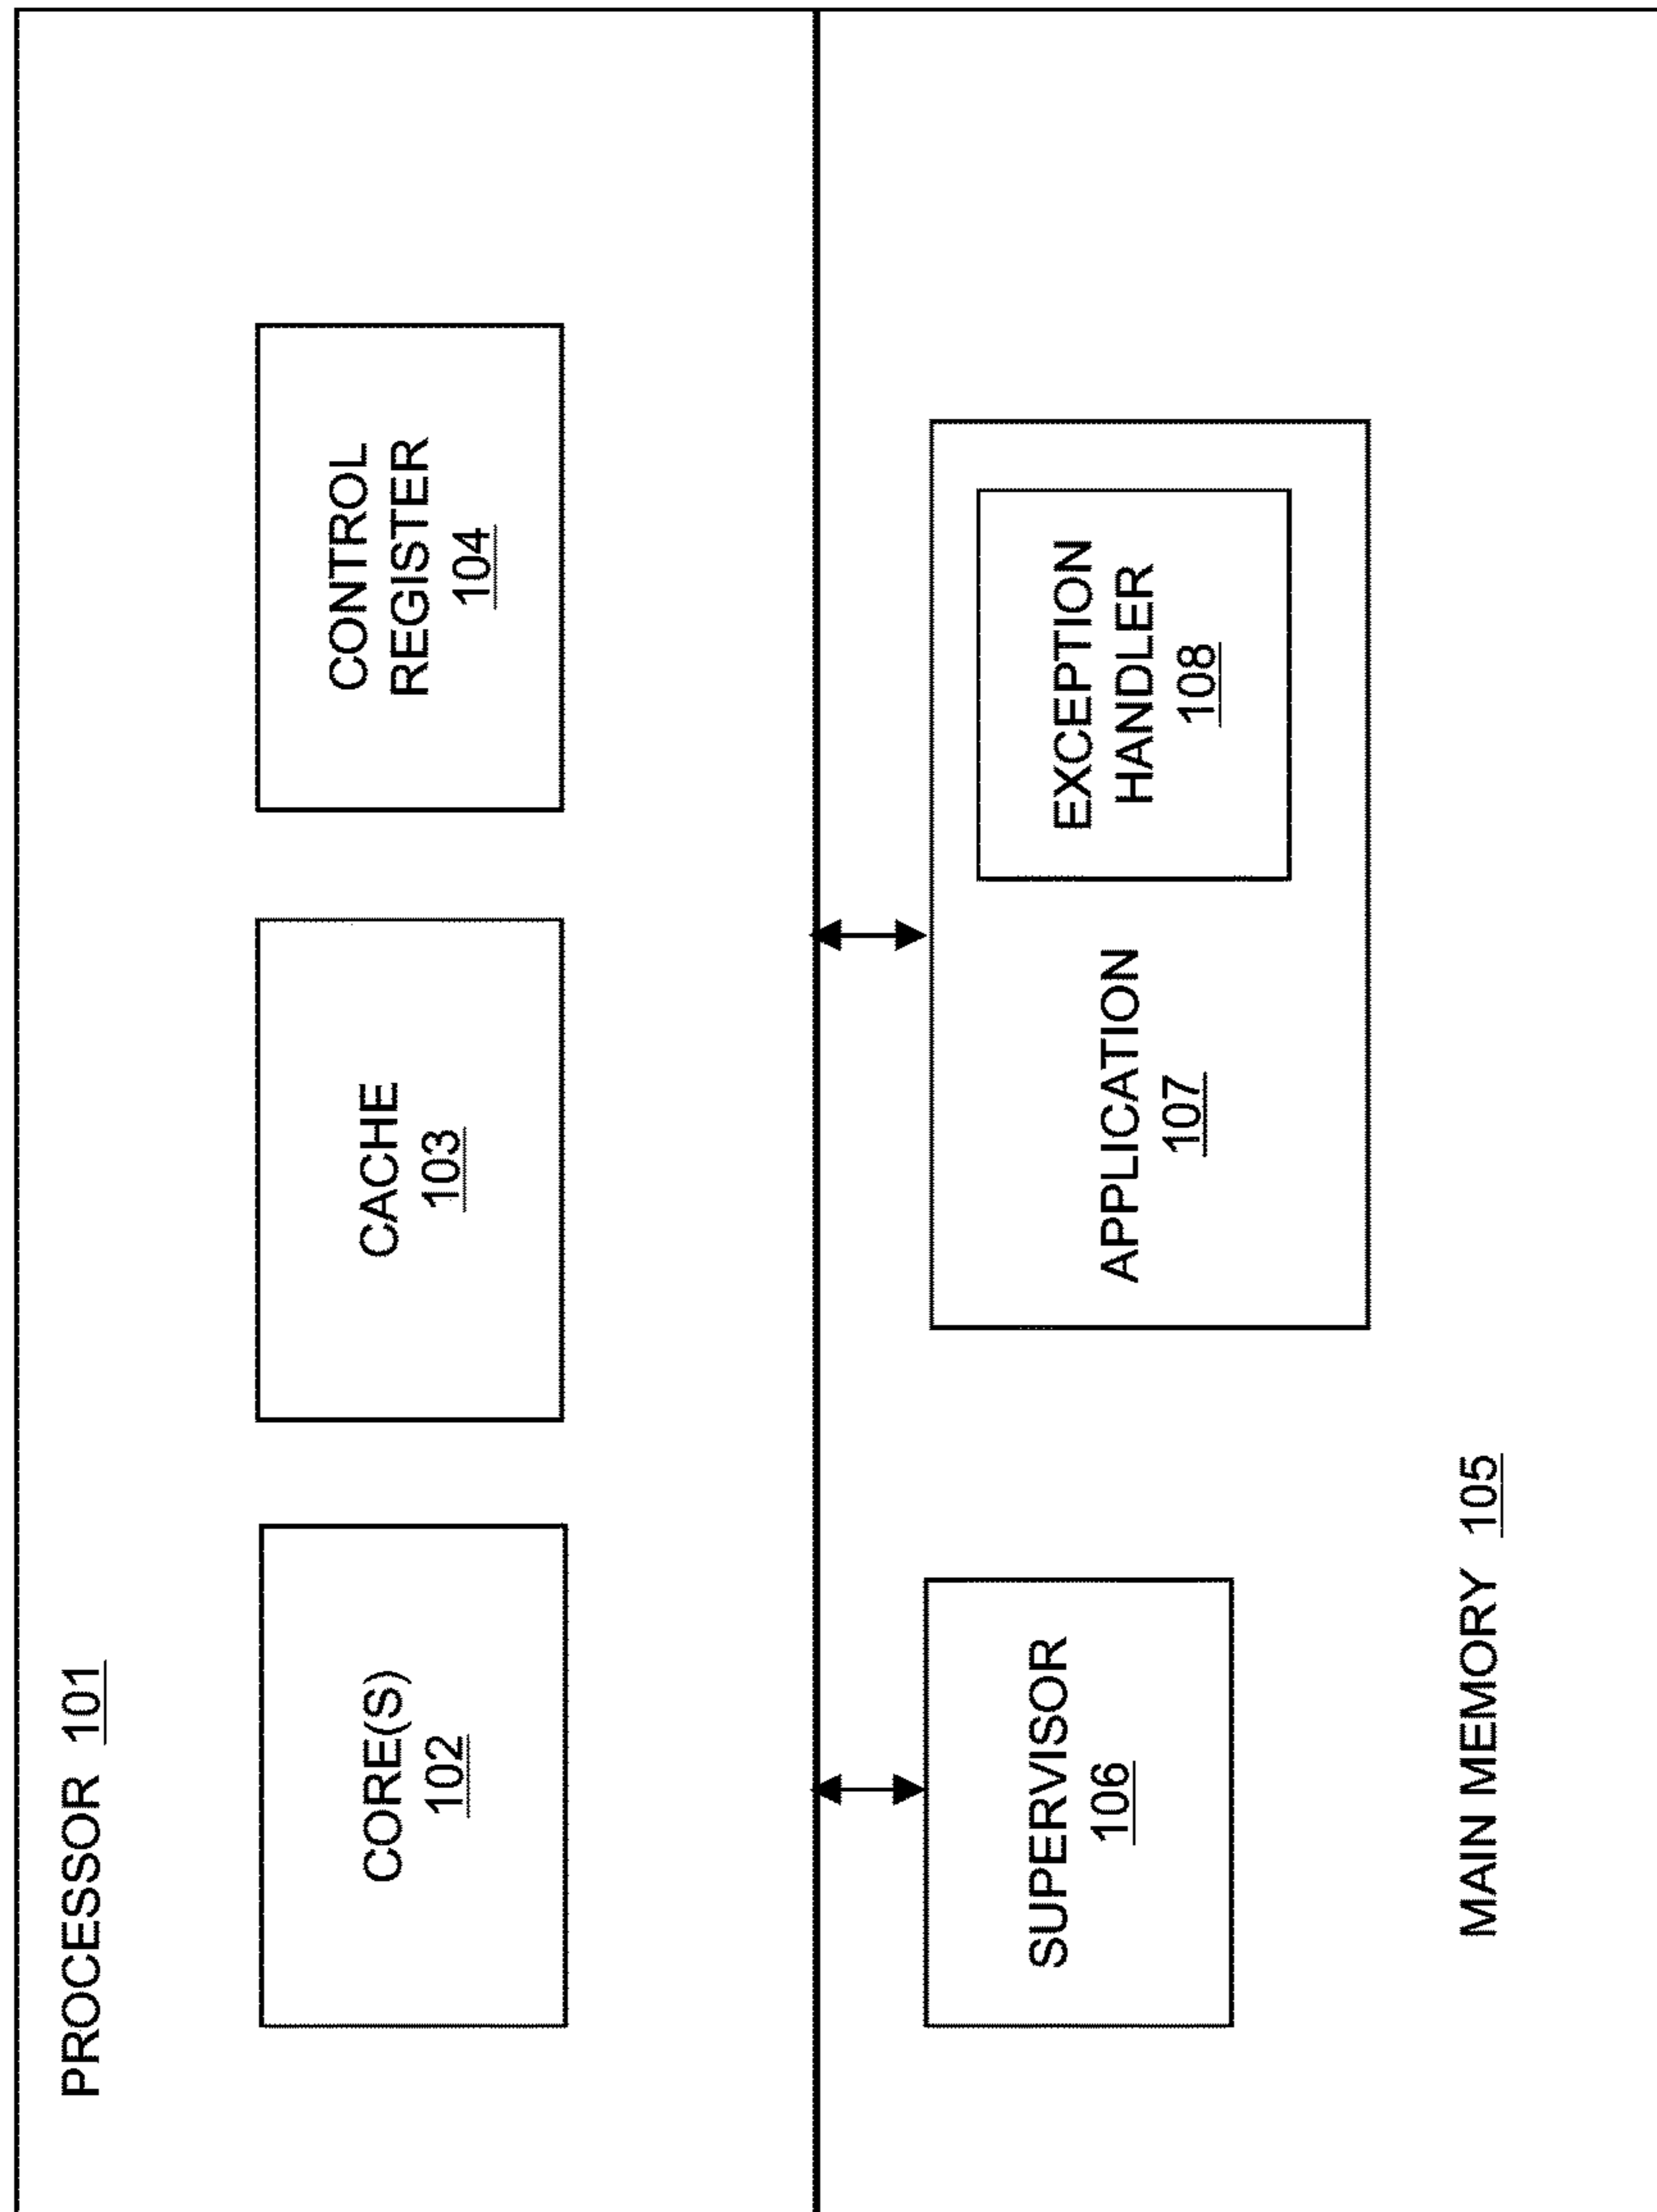 PROCESSOR 101
CORE(S)
102
CACHE
103
CONTROL
REGISTER
104
SUPERVISOR
106
APPLICATION
107
EXCEPTION
HANDLER
108
MAIN MEMORY 105